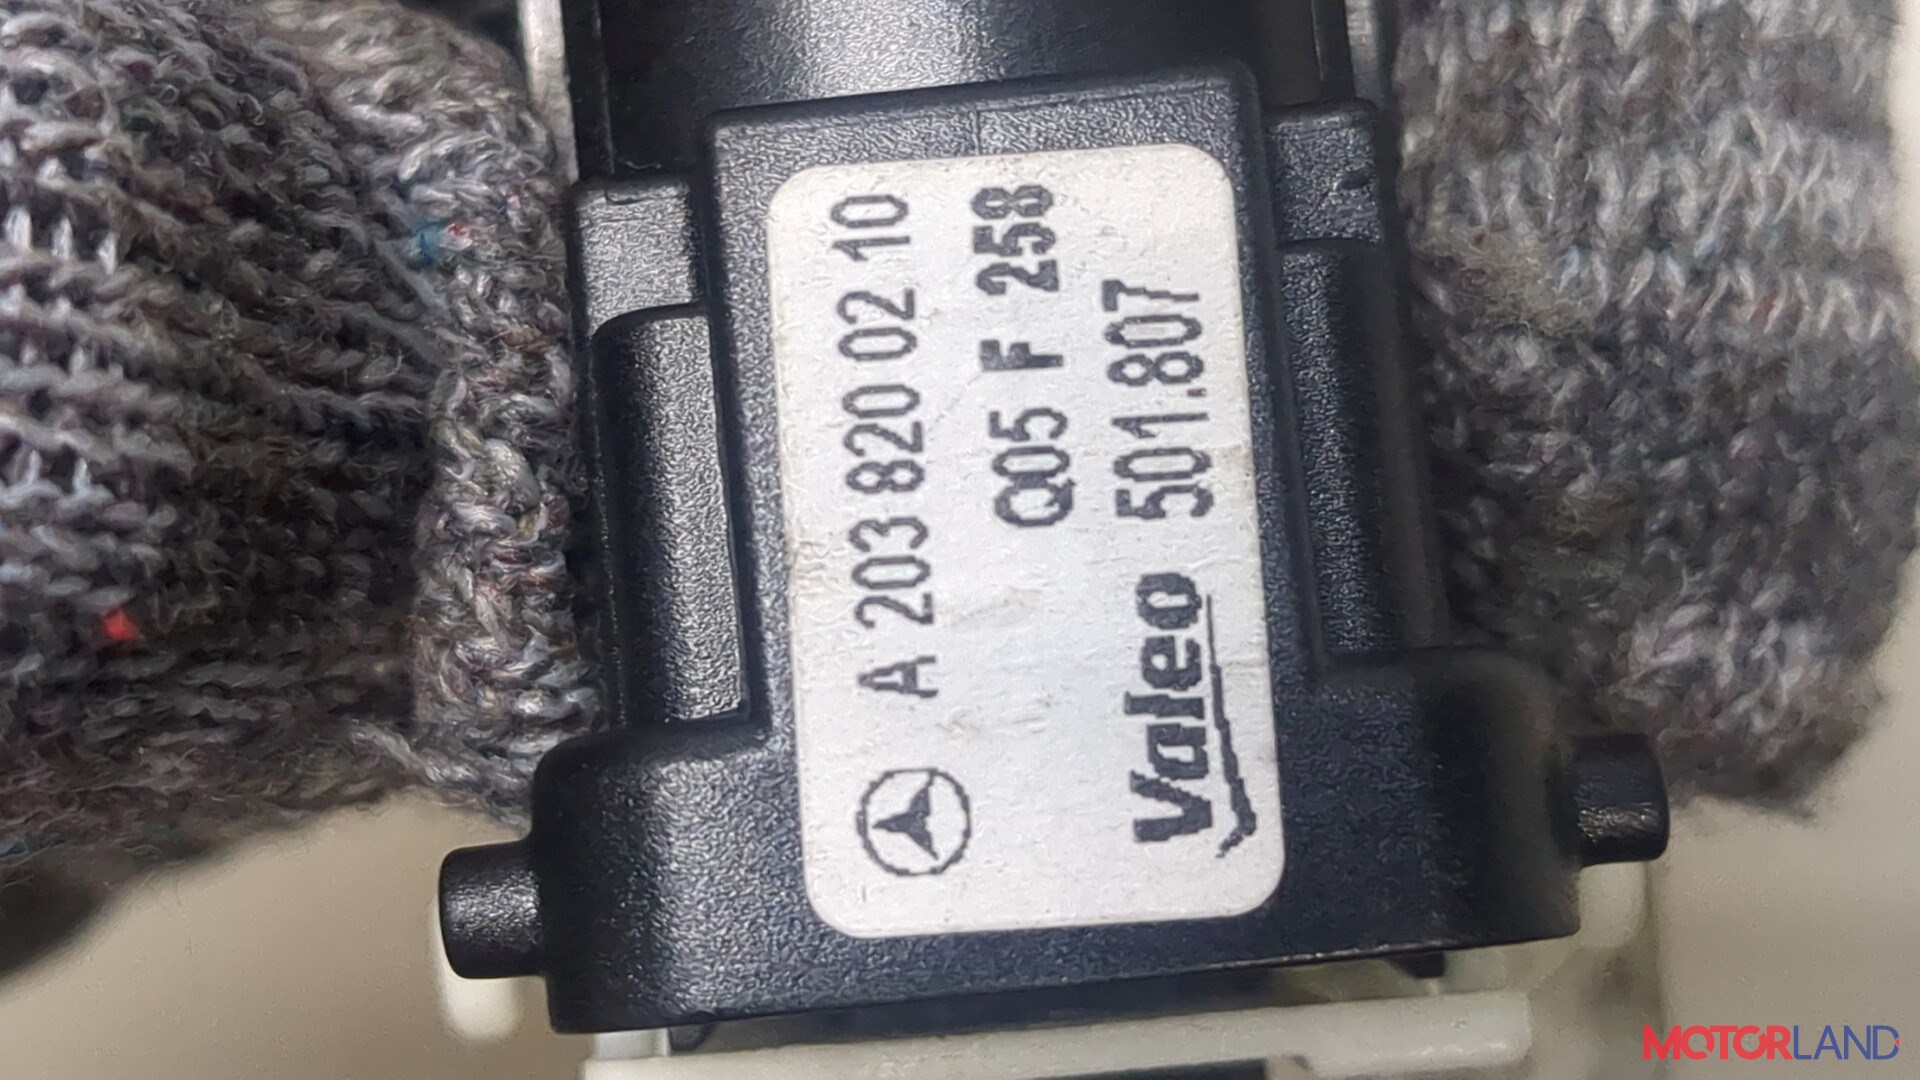 A 203 820 02 10
Q05 F 258
Valeo 501.807
MOTORLAND